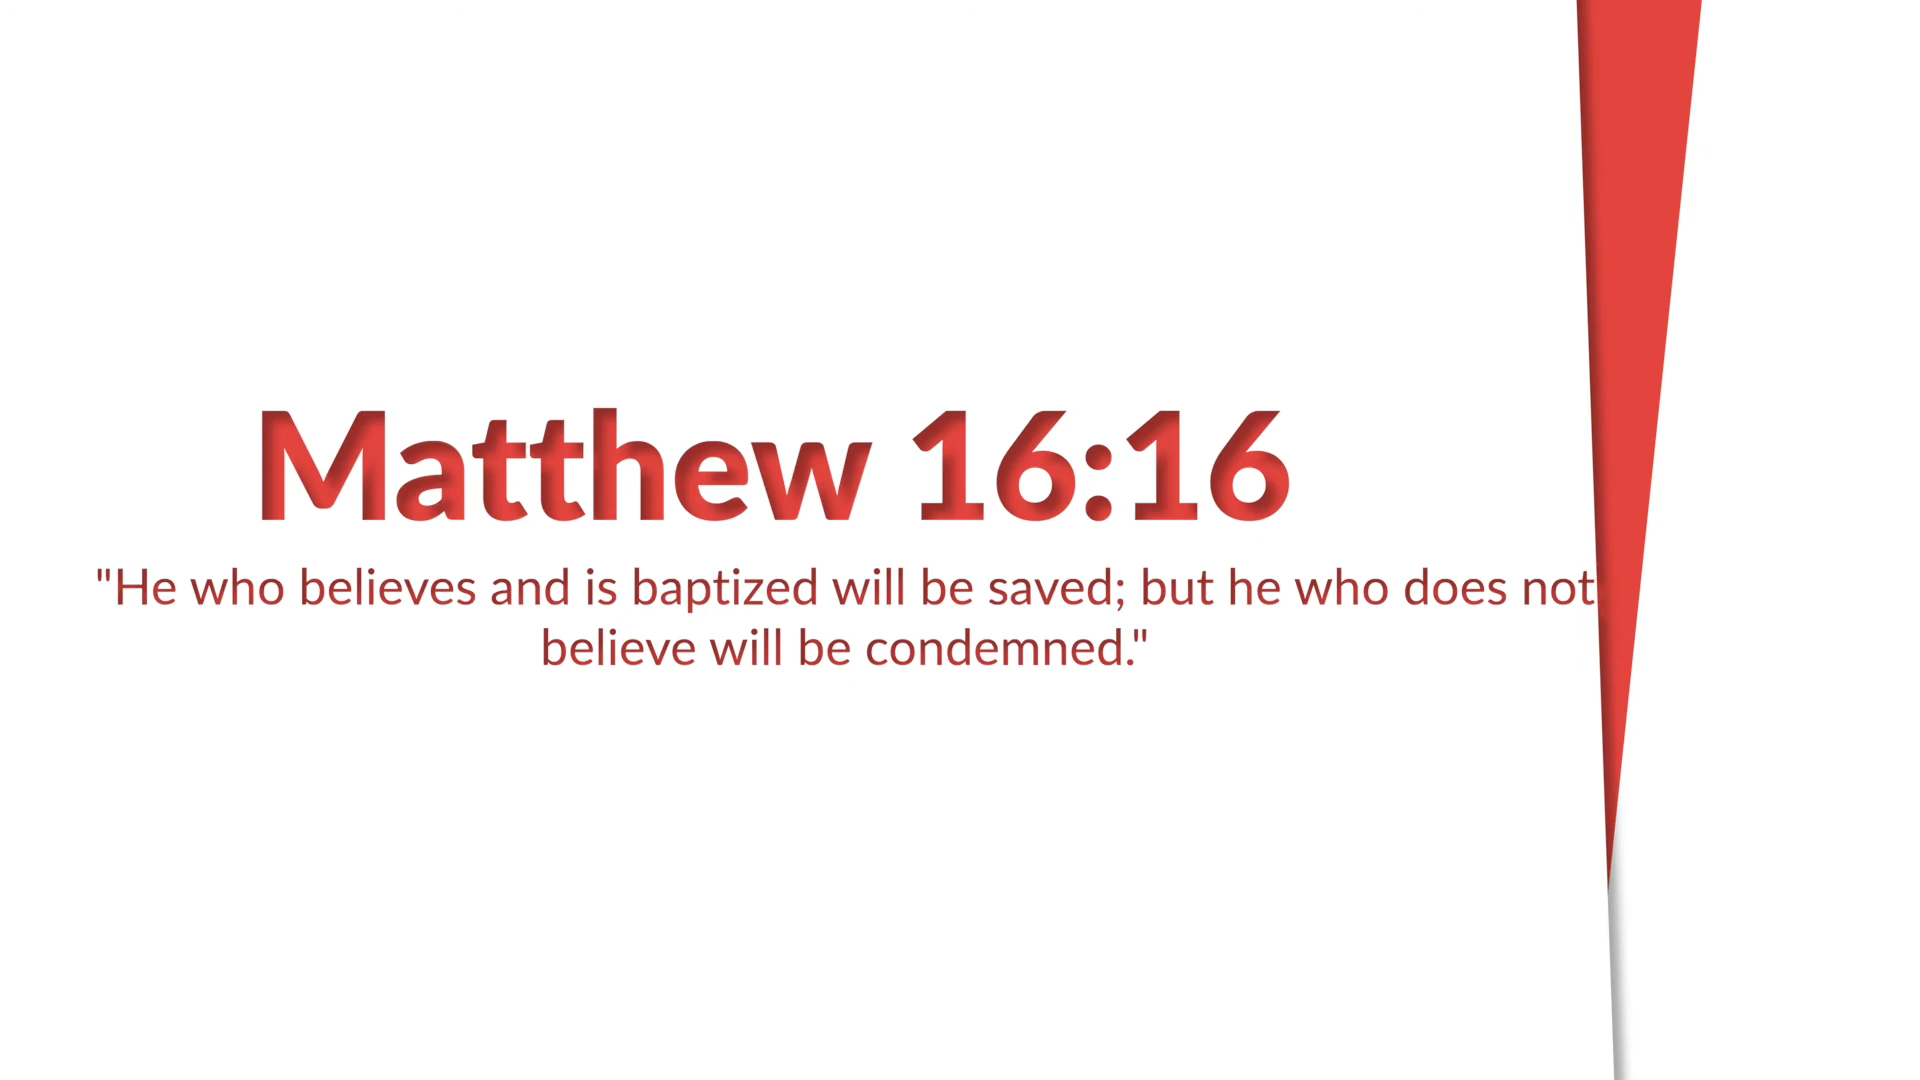 Matthew 16:16
"He who believes and is baptized will be saved; but he who does not
believe will be condemned."